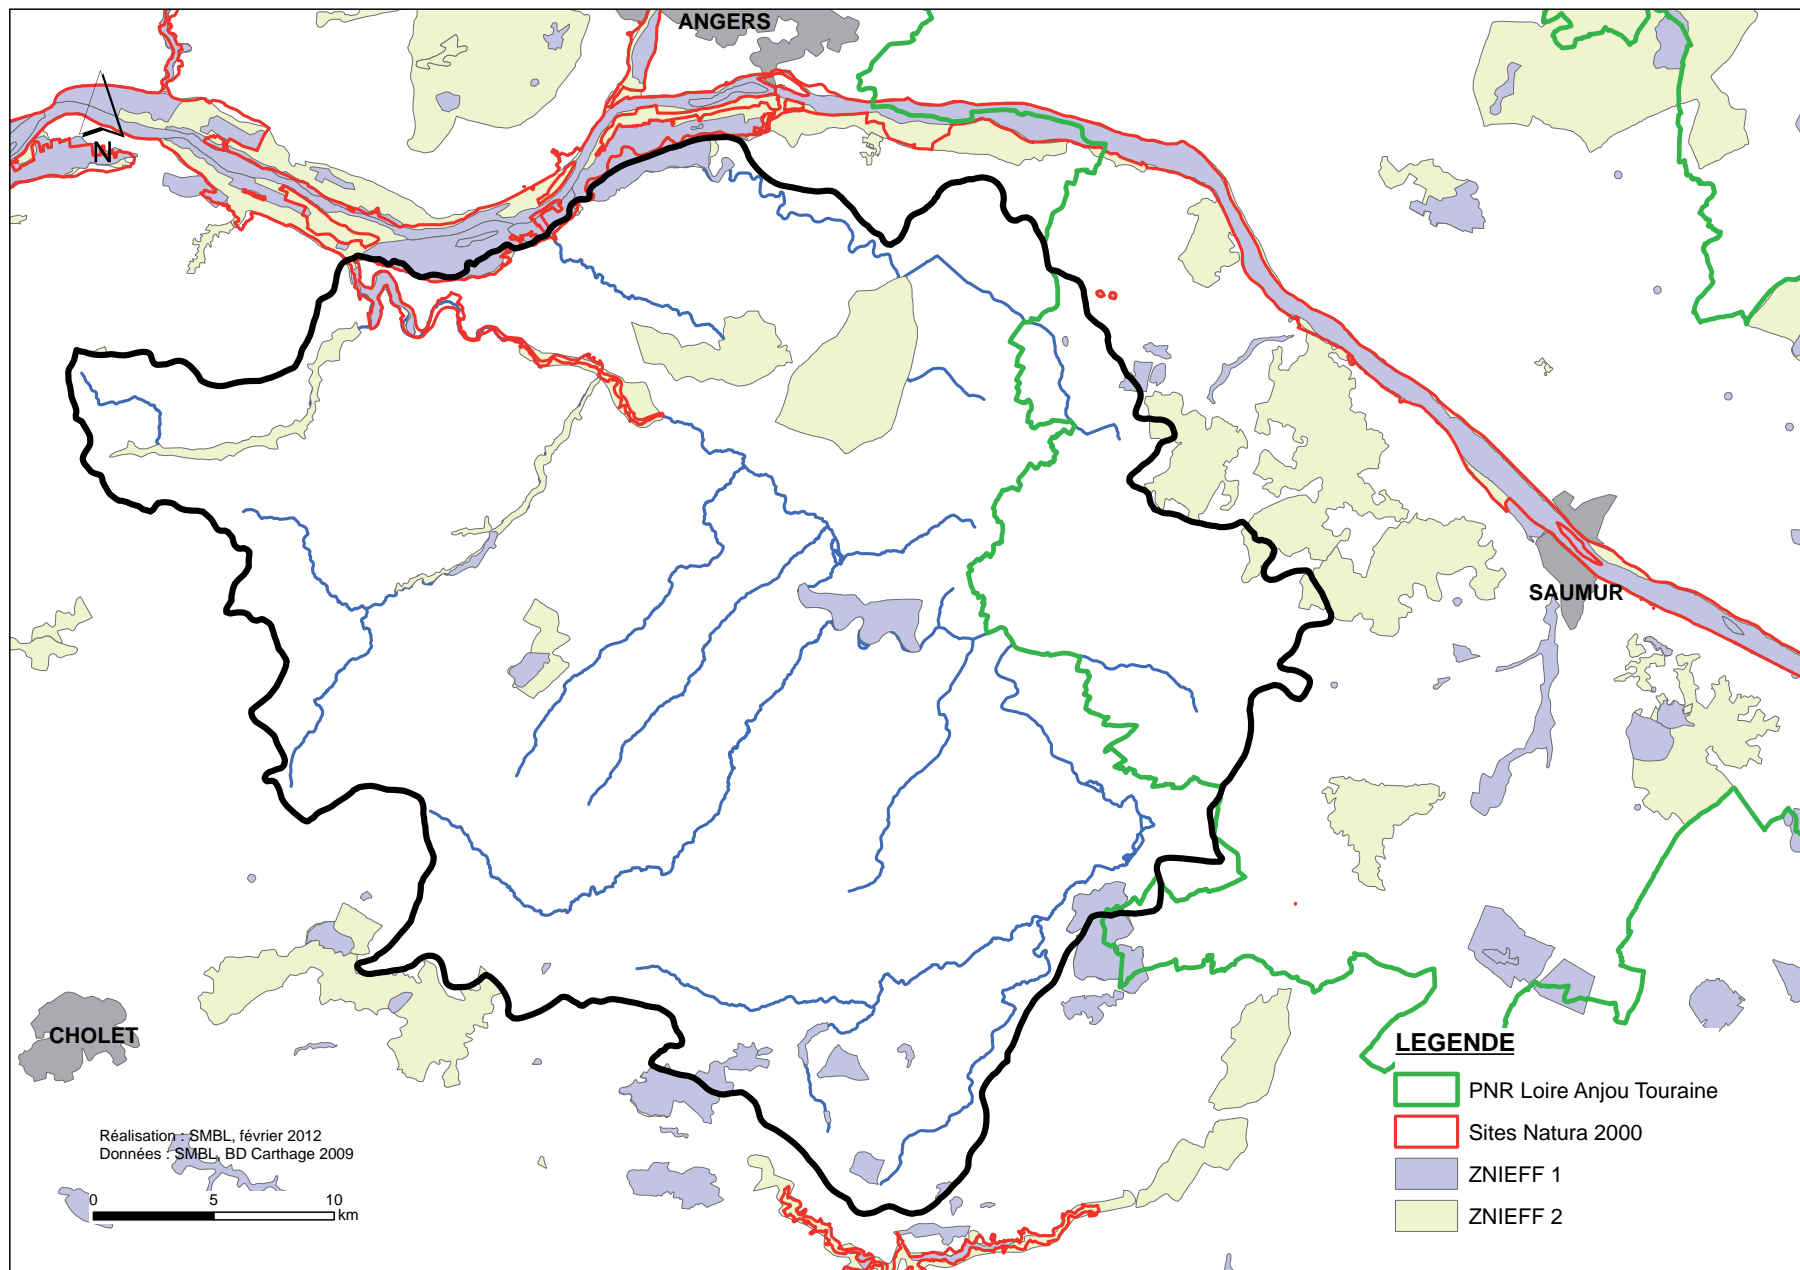 ANGERS
N
SAUMUR
CHOLET
LEGENDE
PNR Loire Anjou Touraine
Sites Natura 2000
ZNIEFF 1
ZNIEFF 2
Réalisation : SMBL, février 2012
Données : SMBL, BD Carthage 2009
0 5 10
km